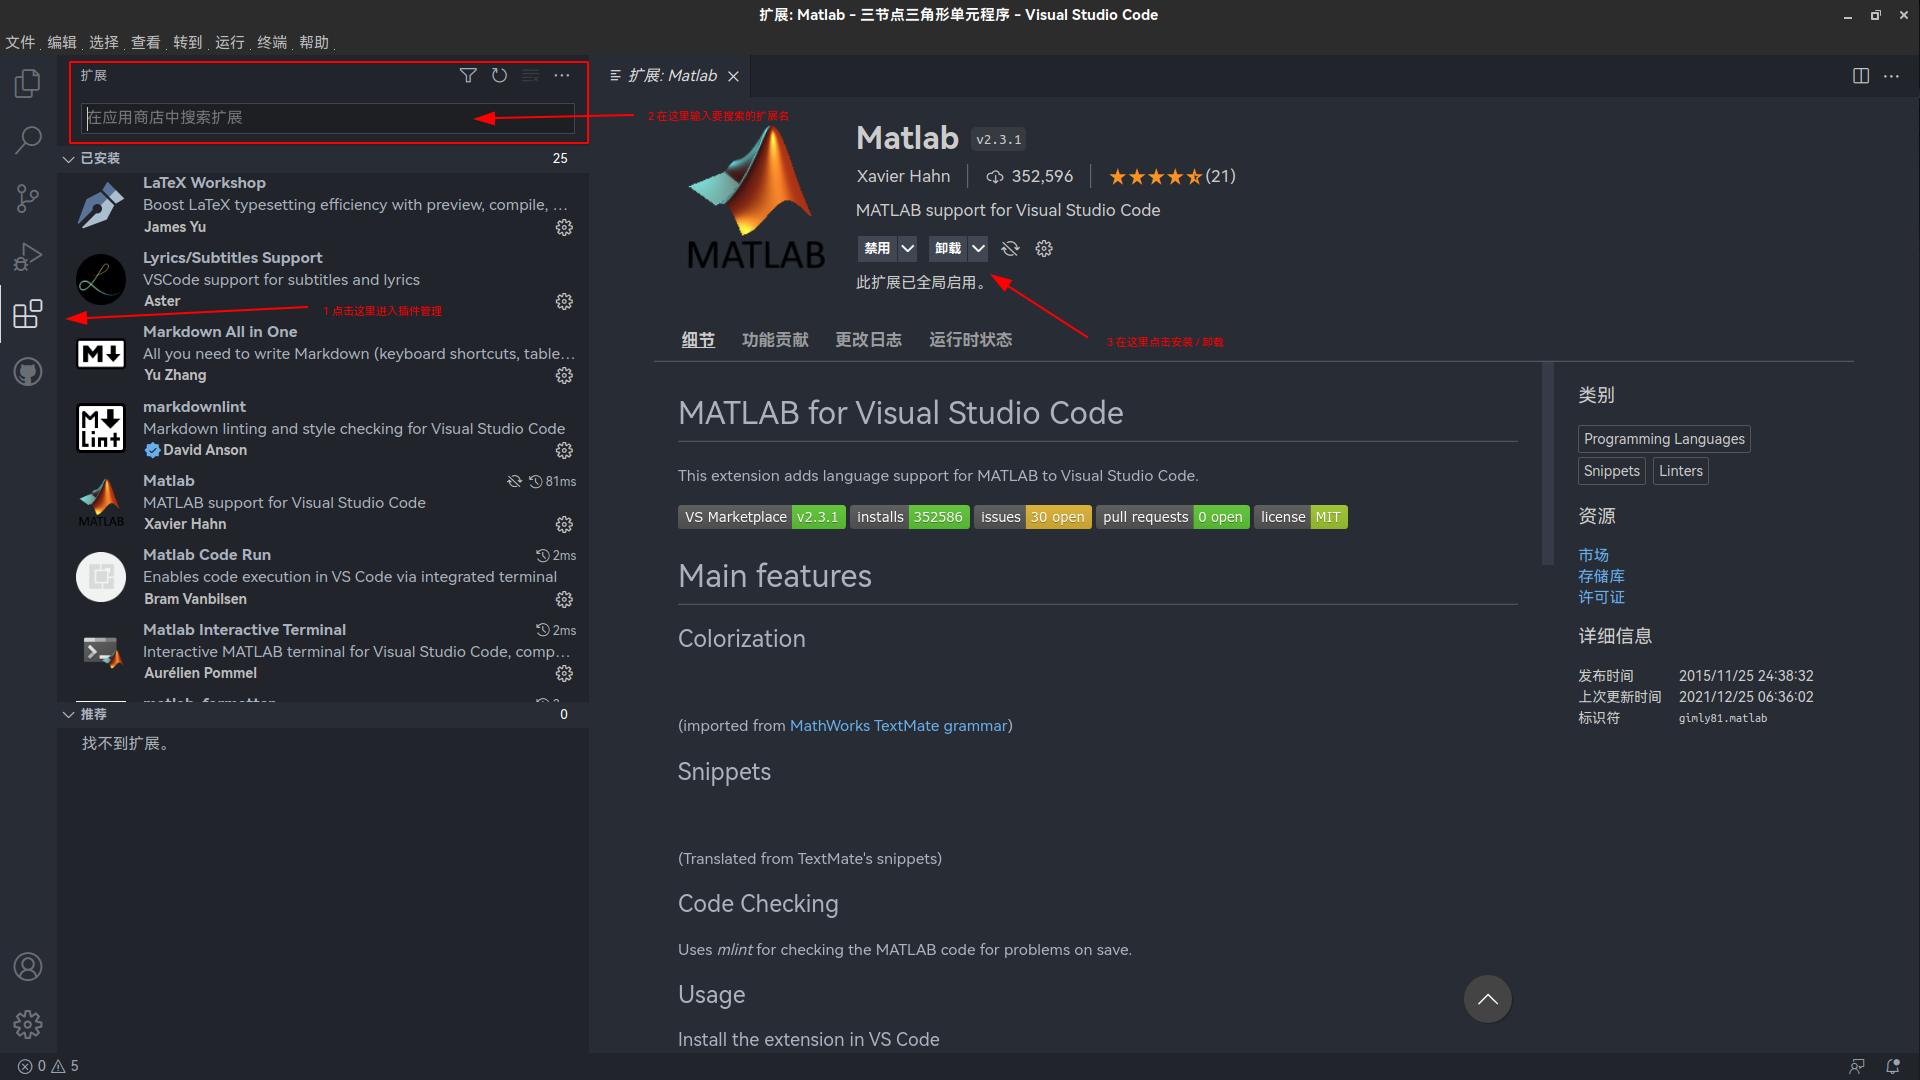 扩展: Matlab - 三节点三角形单元程序 - Visual Studio Code
文件 编辑 选择 查看 转到 运行 终端 帮助
扩展
在应用商店中搜索扩展
2 在这里输入要搜索的扩展名
已安装 25
LaTeX Workshop
Boost LaTeX typesetting efficiency with preview, compile, ...
James Yu
Lyrics/Subtitles Support
VSCode support for subtitles and lyrics
Aster
1 点击这里进入插件管理
Markdown All in One
All you need to write Markdown (keyboard shortcuts, table...
Yu Zhang
markdownlint
Markdown linting and style checking for Visual Studio Code
David Anson
Lint
Matlab 81ms
MATLAB support for Visual Studio Code
Xavier Hahn
MATLAB
Matlab Code Run 2ms
Enables code execution in VS Code via integrated terminal
Bram Vanbilsen
Matlab Interactive Terminal 2ms
Interactive MATLAB terminal for Visual Studio Code, comp...
Aurélien Pommel
推荐 0
找不到扩展。
扩展: Matlab
MATLAB
Matlab v2.3.1
Xavier Hahn 352,596 (21)
MATLAB support for Visual Studio Code
禁用 卸载
此扩展已全局启用。
3 在这里点击安装 / 卸载
细节 功能贡献 更改日志 运行时状态
MATLAB for Visual Studio Code
This extension adds language support for MATLAB to Visual Studio Code.
VS Marketplace v2.3.1 installs 352586 issues 30 open pull requests 0 open license MIT
Main features
Colorization
(imported from MathWorks TextMate grammar)
Snippets
(Translated from TextMate's snippets)
Code Checking
Uses mlint for checking the MATLAB code for problems on save.
Usage
Install the extension in VS Code
类别
Programming Languages
Snippets Linters
资源
市场
存储库
许可证
详细信息
发布时间 2015/11/25 24:38:32
上次更新时间 2021/12/25 06:36:02
标识符 gimly81.matlab
0 5